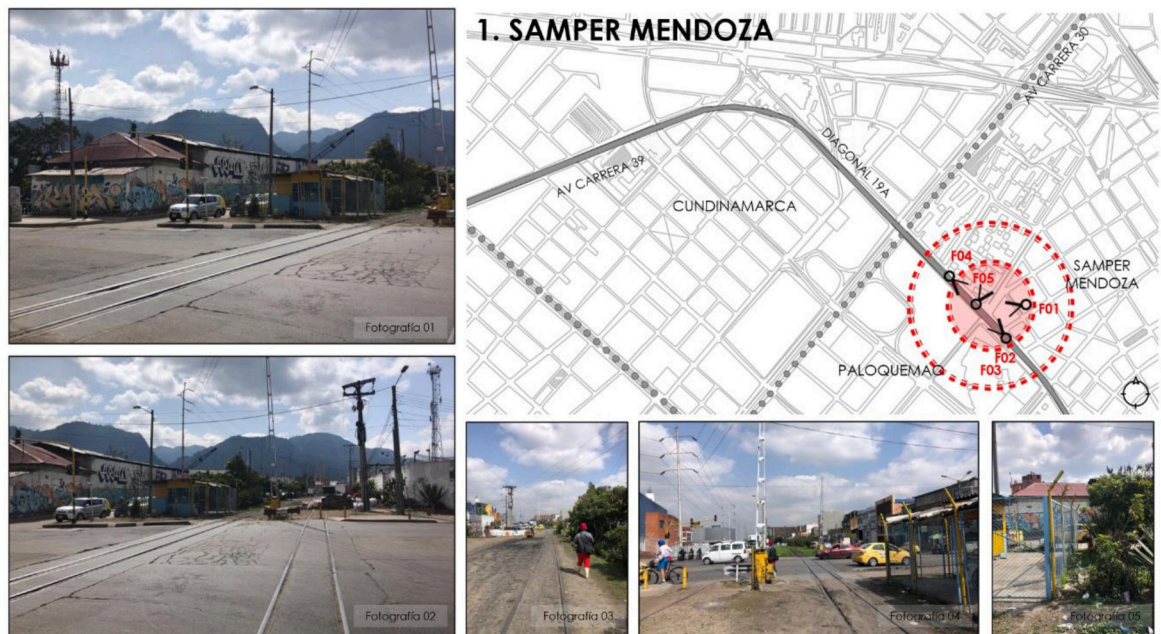 1. SAMPER MENDOZA
AV CARRERA 30
AV CARRERA 39
DIAGONAL 19A
CUNDINAMARCA
F04
F05
SAMPER
MENDOZA
F01
F02
F03
PALOQUEMAO
Fotografía 01
Fotografía 02
Fotografía 03
Fotografía 04
Fotografía 05